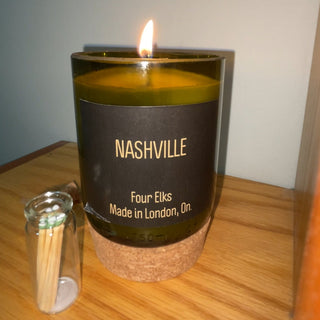 NASHVILLE
Four Elks
Made in London, On.